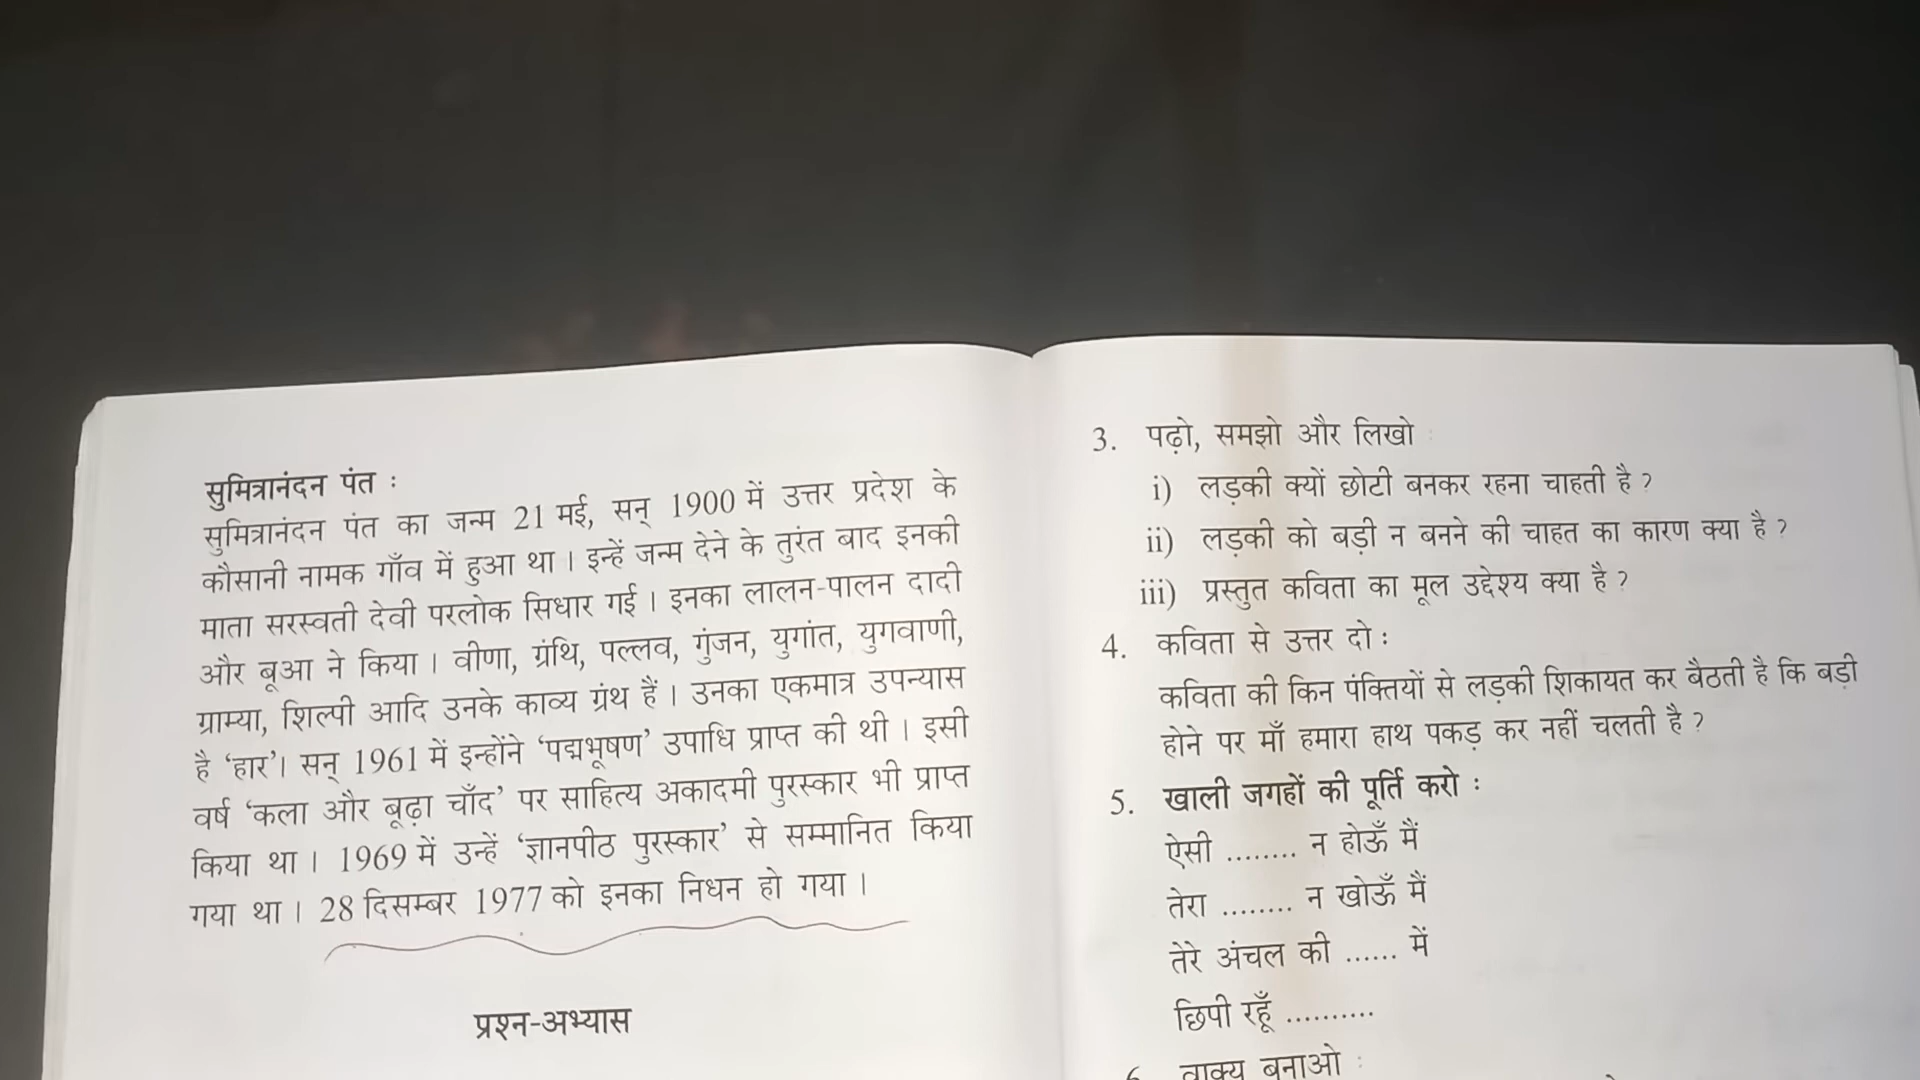 सुमित्रानंदन पंत :
सुमित्रानंदन पंत का जन्म 21 मई, सन् 1900 में उत्तर प्रदेश के
कौसानी नामक गाँव में हुआ था । इन्हें जन्म देने के तुरंत बाद इनकी
माता सरस्वती देवी परलोक सिधार गई । इनका लालन-पालन दादी
और बूआ ने किया । वीणा, ग्रंथि, पल्लव, गुंजन, युगांत, युगवाणी,
ग्राम्या, शिल्पी आदि उनके काव्य ग्रंथ हैं । उनका एकमात्र उपन्यास
है ‘हार’। सन् 1961 में इन्होंने ‘पद्मभूषण’ उपाधि प्राप्त की थी । इसी
वर्ष ‘कला और बूढ़ा चाँद’ पर साहित्य अकादमी पुरस्कार भी प्राप्त
किया था । 1969 में उन्हें ‘ज्ञानपीठ पुरस्कार’ से सम्मानित किया
गया था । 28 दिसम्बर 1977 को इनका निधन हो गया ।
प्रश्न-अभ्यास
3. पढ़ो, समझो और लिखो :
i) लड़की क्यों छोटी बनकर रहना चाहती है ?
ii) लड़की को बड़ी न बनने की चाहत का कारण क्या है ?
iii) प्रस्तुत कविता का मूल उद्देश्य क्या है ?
4. कविता से उत्तर दो :
कविता की किन पंक्तियों से लड़की शिकायत कर बैठती है कि बड़ी
होने पर माँ हमारा हाथ पकड़ कर नहीं चलती है ?
5. खाली जगहों की पूर्ति करो :
ऐसी ........ न होऊँ मैं
तेरा ........ न खोऊँ मैं
तेरे अंचल की ...... में
छिपी रहूँ ..........
6. वाक्य बनाओ :